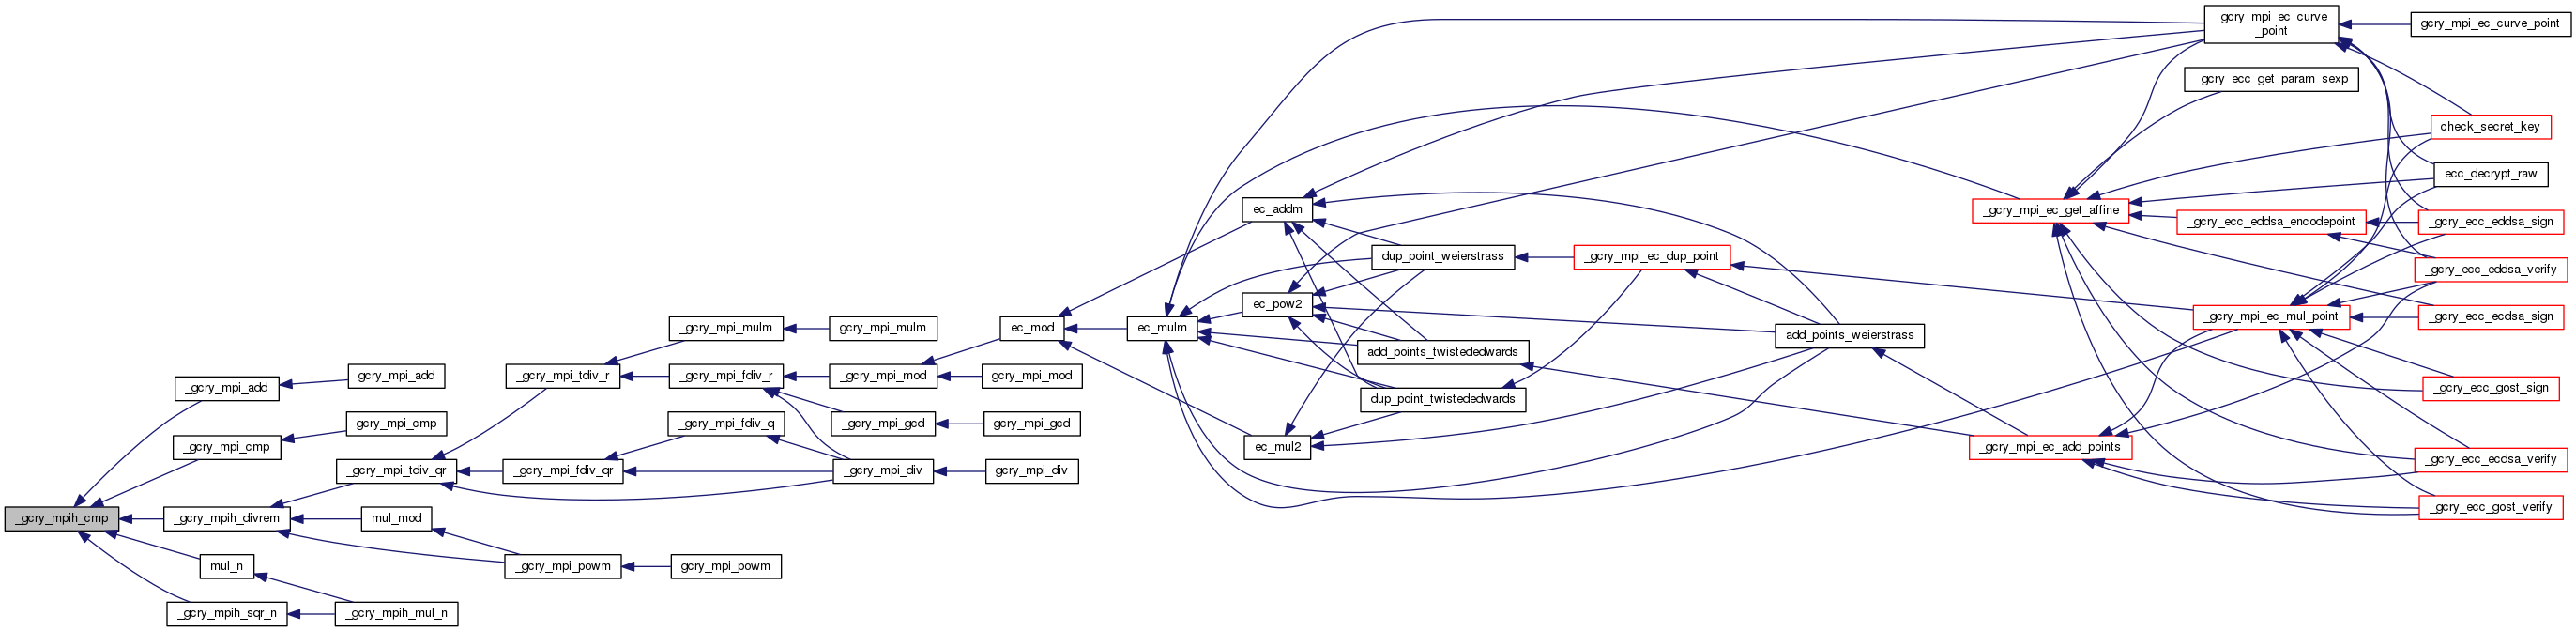 _gcry_mpih_cmp
_gcry_mpi_add
gcry_mpi_add
_gcry_mpi_cmp
gcry_mpi_cmp
_gcry_mpih_divrem
_gcry_mpi_tdiv_qr
_gcry_mpi_tdiv_r
_gcry_mpi_mulm
gcry_mpi_mulm
_gcry_mpi_fdiv_r
_gcry_mpi_mod
gcry_mpi_mod
_gcry_mpi_gcd
gcry_mpi_gcd
_gcry_mpi_fdiv_q
_gcry_mpi_fdiv_qr
_gcry_mpi_div
gcry_mpi_div
mul_mod
_gcry_mpi_powm
gcry_mpi_powm
mul_n
_gcry_mpih_sqr_n
_gcry_mpih_mul_n
ec_mod
ec_mulm
ec_addm
ec_pow2
ec_mul2
dup_point_weierstrass
add_points_twistededwards
dup_point_twistededwards
_gcry_mpi_ec_dup_point
add_points_weierstrass
_gcry_mpi_ec_get_affine
_gcry_mpi_ec_add_points
_gcry_mpi_ec_curve
_point
gcry_mpi_ec_curve_point
_gcry_ecc_get_param_sexp
_gcry_ecc_eddsa_encodepoint
_gcry_mpi_ec_mul_point
check_secret_key
ecc_decrypt_raw
_gcry_ecc_eddsa_sign
_gcry_ecc_eddsa_verify
_gcry_ecc_ecdsa_sign
_gcry_ecc_gost_sign
_gcry_ecc_ecdsa_verify
_gcry_ecc_gost_verify